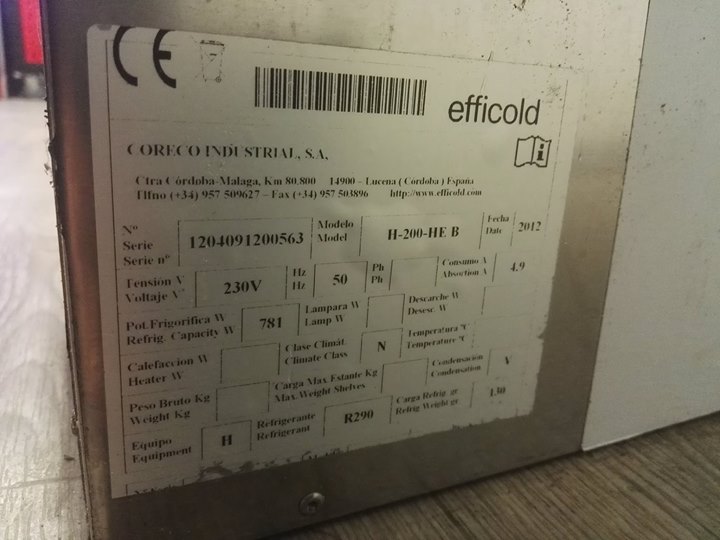 CE
efficold
CORECO INDUSTRIAL, S.A,
Ctra Córdoba-Malaga, Km 80,800 14900 – Lucena ( Córdoba ) España
Tlfno (+34) 957 509627 – Fax (+34) 957 503896 http://www.efficold.com
Nº Serie Serie nº 1204091200563 Modelo Model H-200-HE B Fecha Date 2012
Tension V Voltaje V 230V Hz Hz 50 Ph Ph Consumo A Absortion A 4.9
Pot.Frigorífica W Refrig. Capacity W 781 Lampara W Lamp W Descarche W Desesc. W
Calefaccion W Heater W Clase Climát. Climate Class N Temperatura ºC Temperature ºC
Peso Bruto Kg Weight Kg Carga Max Estante Kg Max.Weight Shelves Condensación Condensation V
Equipo Equipment H Refrigerante Refrigerant R290 Carga Refrig. gr Refrig Weight gr 130